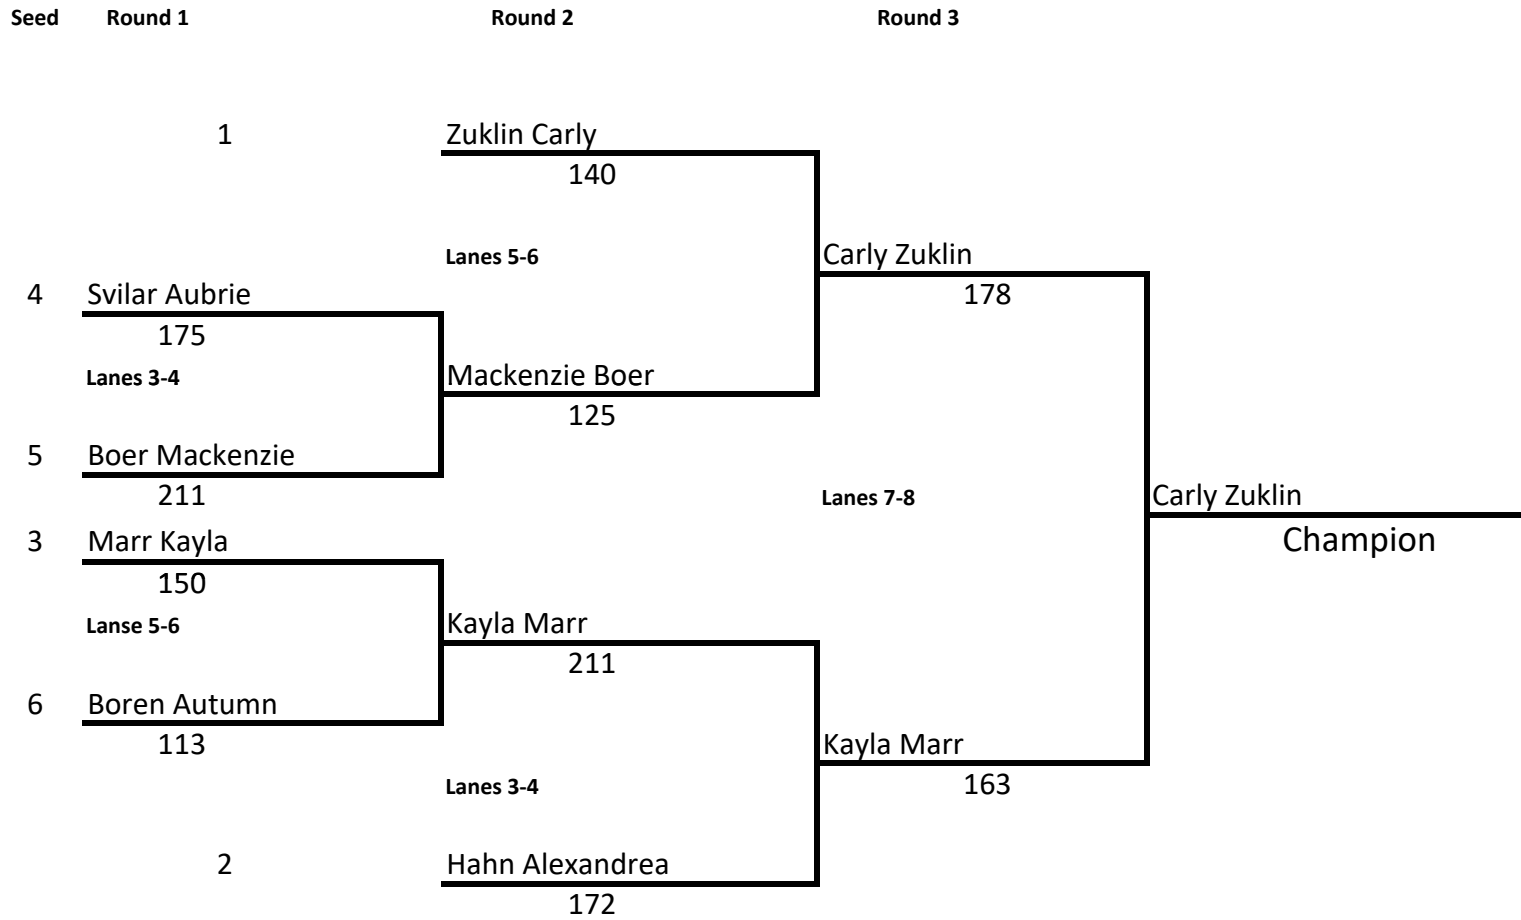 Seed Round 1 Round 2 Round 3
1 Zuklin Carly
140
Lanes 5-6 Carly Zuklin
4 Svilar Aubrie 178
175
Lanes 3-4 Mackenzie Boer
125
5 Boer Mackenzie
211 Lanes 7-8 Carly Zuklin
3 Marr Kayla Champion
150
Lanse 5-6 Kayla Marr
211
6 Boren Autumn
113 Kayla Marr
Lanes 3-4 163
2 Hahn Alexandrea
172